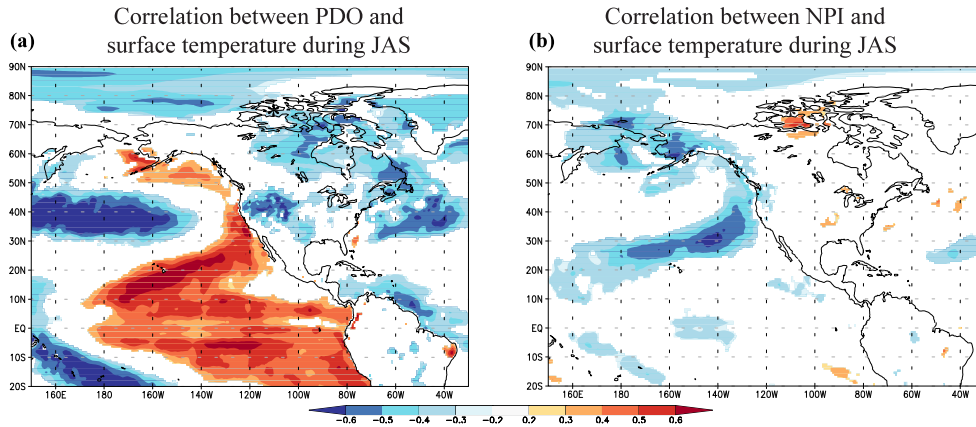 Correlation between PDO and
surface temperature during JAS
(a)
90N
80N
70N
60N
50N
40N
30N
20N
10N
EQ
10S
20S
160E 180 160W 140W 120W 100W 80W 60W 40W
Correlation between NPI and
surface temperature during JAS
(b)
90N
80N
70N
60N
50N
40N
30N
20N
10N
EQ
10S
20S
160E 180 160W 140W 120W 100W 80W 60W 40W
-0.6 -0.5 -0.4 -0.3 -0.2 0.2 0.3 0.4 0.5 0.6